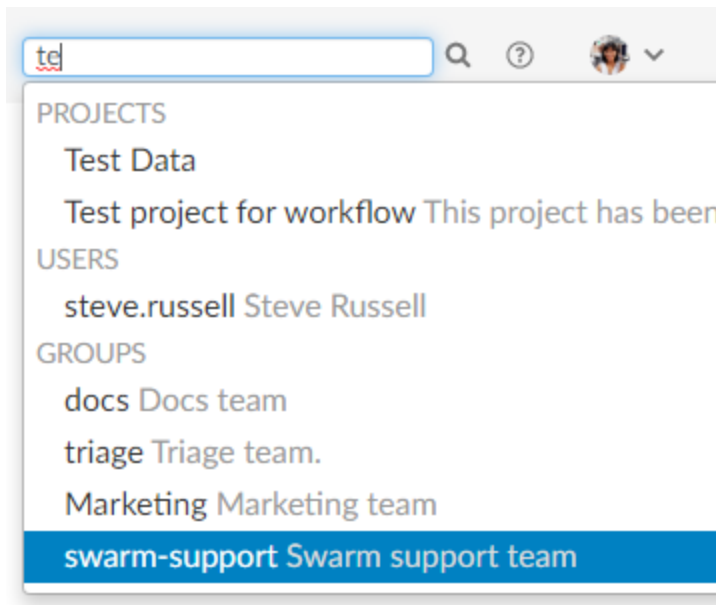 te
PROJECTS
Test Data
Test project for workflow This project has been
USERS
steve.russell Steve Russell
GROUPS
docs Docs team
triage Triage team.
Marketing Marketing team
swarm-support Swarm support team